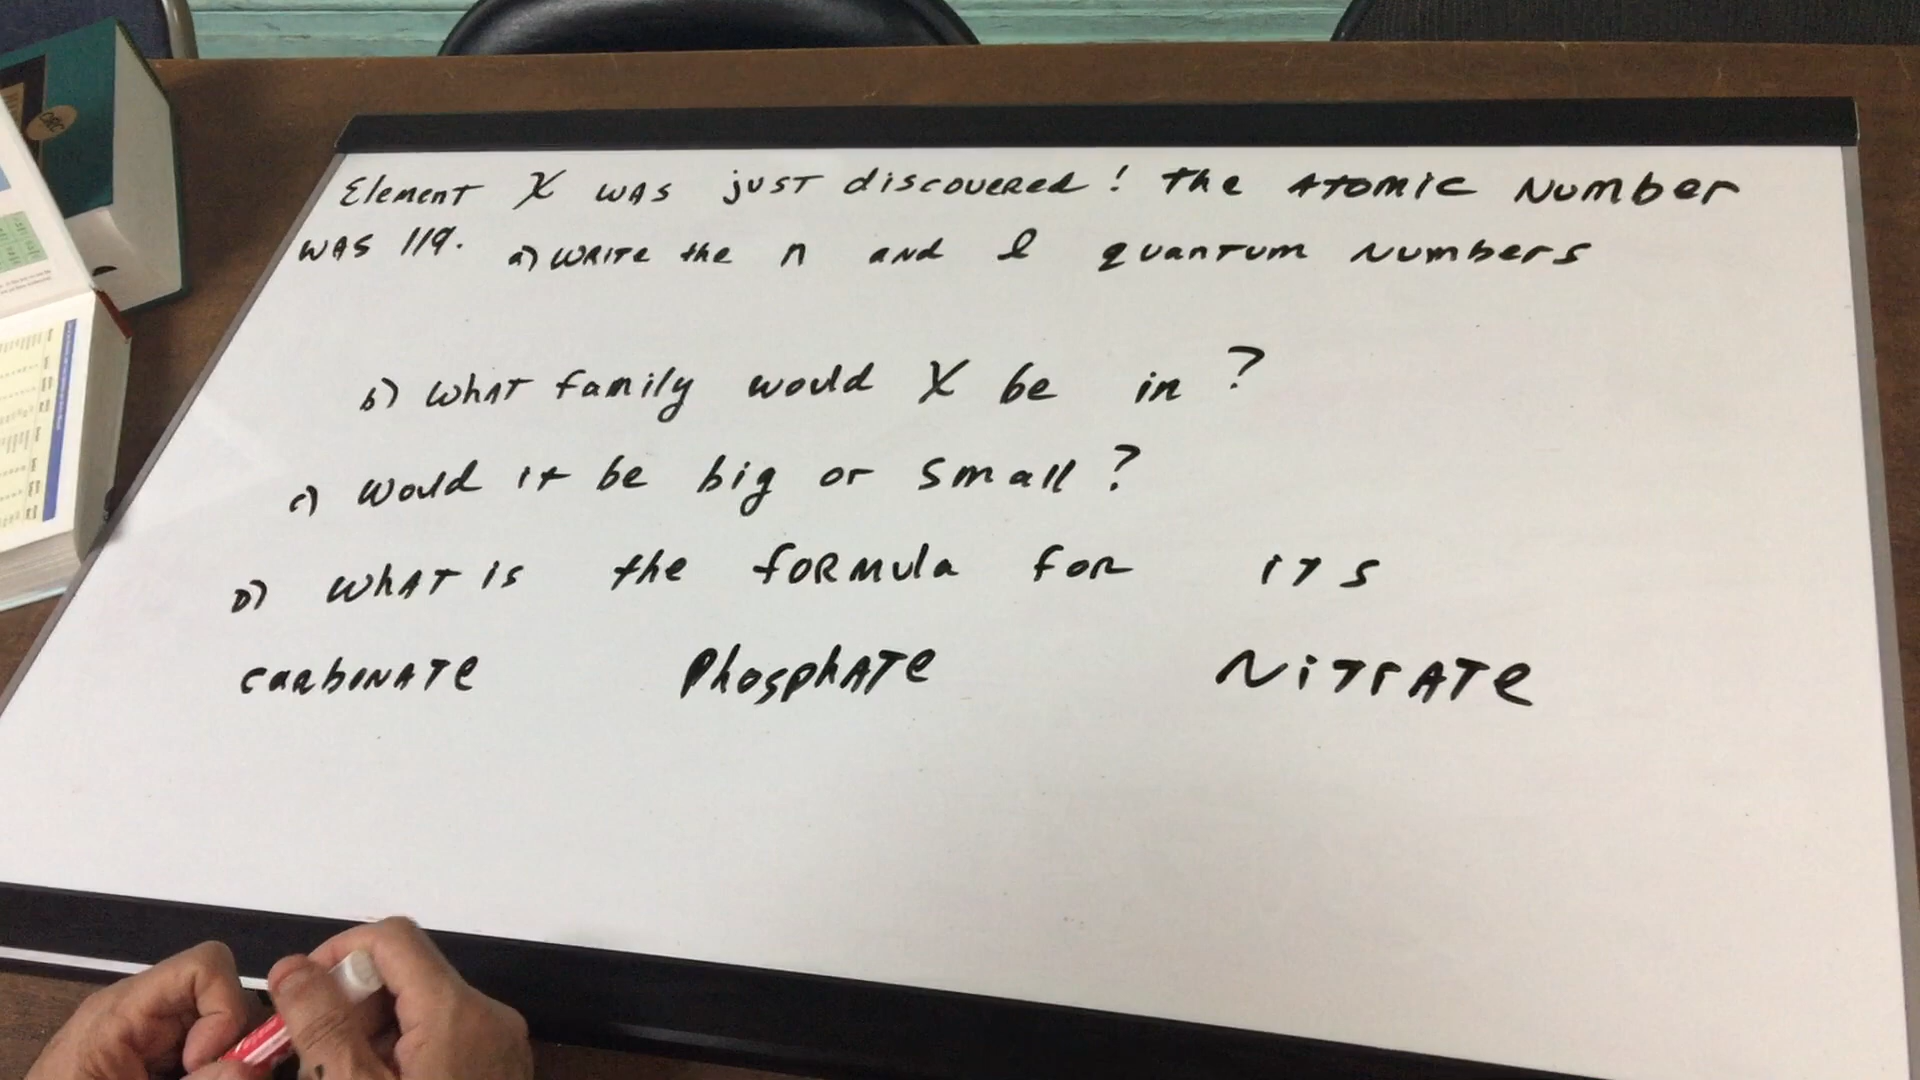 Element X was just discovered! The Atomic Number
was 119. a) write the n and l quantum numbers
b) what family would X be in?
c) would it be big or small?
D) what is the formula for its
carbonate Phosphate Nitrate
CRC